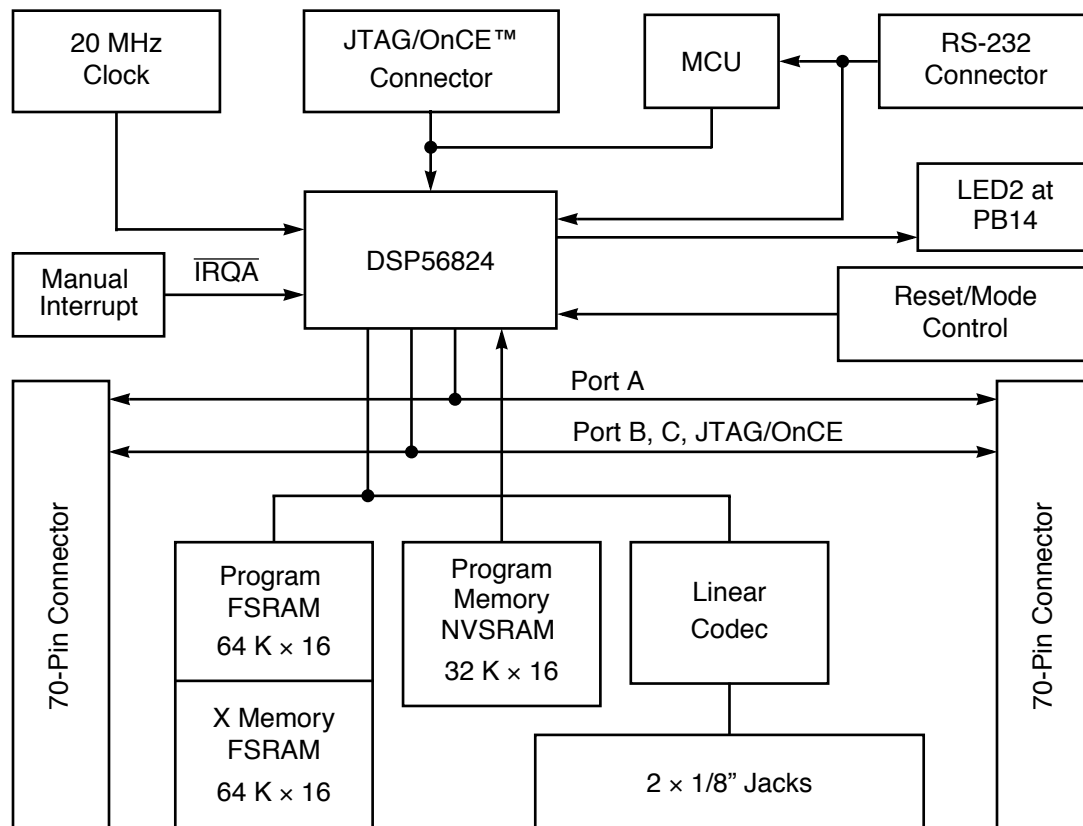 20 MHz
Clock
JTAG/OnCE™
Connector
MCU
RS-232
Connector
LED2 at
PB14
DSP56824
Manual
Interrupt
IRQA
Reset/Mode
Control
Port A
Port B, C, JTAG/OnCE
70-Pin Connector
Program
FSRAM
64 K × 16
X Memory
FSRAM
64 K × 16
Program
Memory
NVSRAM
32 K × 16
Linear
Codec
2 × 1/8” Jacks
70-Pin Connector